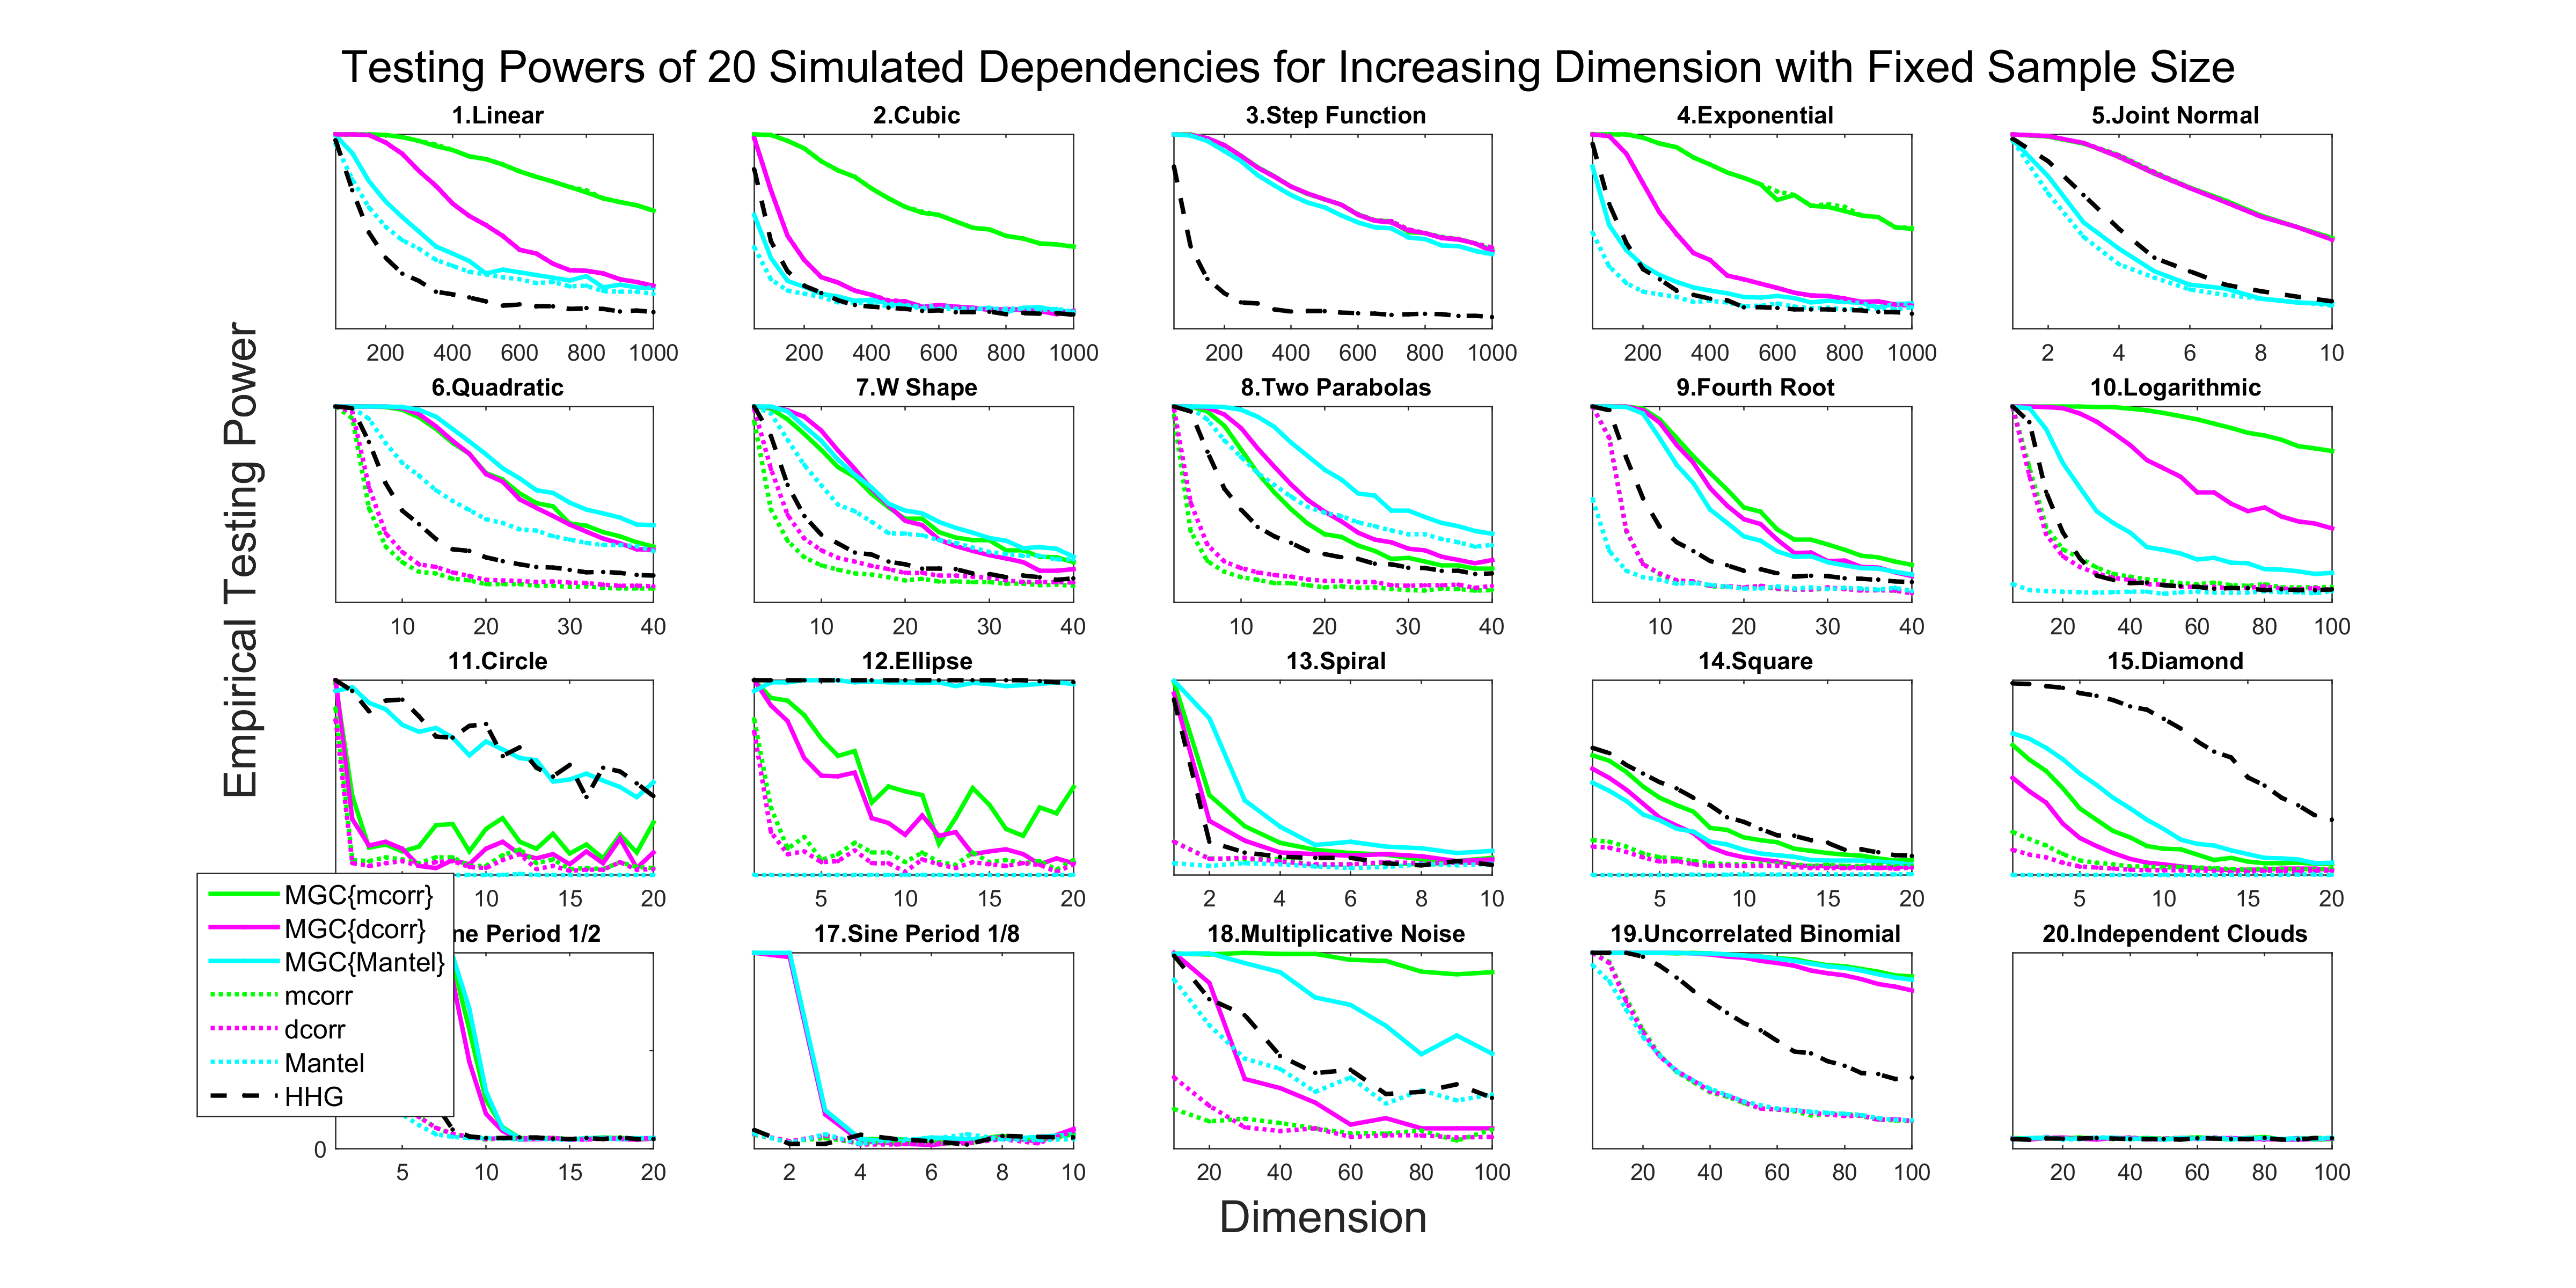 Testing Powers of 20 Simulated Dependencies for Increasing Dimension with Fixed Sample Size
1.Linear
2.Cubic
3.Step Function
4.Exponential
5.Joint Normal
200 400 600 800 1000
200 400 600 800 1000
200 400 600 800 1000
200 400 600 800 1000
2 4 6 8 10
6.Quadratic
7.W Shape
8.Two Parabolas
9.Fourth Root
10.Logarithmic
10 20 30 40
10 20 30 40
10 20 30 40
10 20 30 40
20 40 60 80 100
Empirical Testing Power
11.Circle
12.Ellipse
13.Spiral
14.Square
15.Diamond
10 15 20
5 10 15 20
2 4 6 8 10
5 10 15 20
5 10 15 20
MGC{mcorr}
MGC{dcorr}
MGC{Mantel}
mcorr
dcorr
Mantel
HHG
ne Period 1/2
17.Sine Period 1/8
18.Multiplicative Noise
19.Uncorrelated Binomial
20.Independent Clouds
0
5 10 15 20
2 4 6 8 10
20 40 60 80 100
20 40 60 80 100
20 40 60 80 100
Dimension